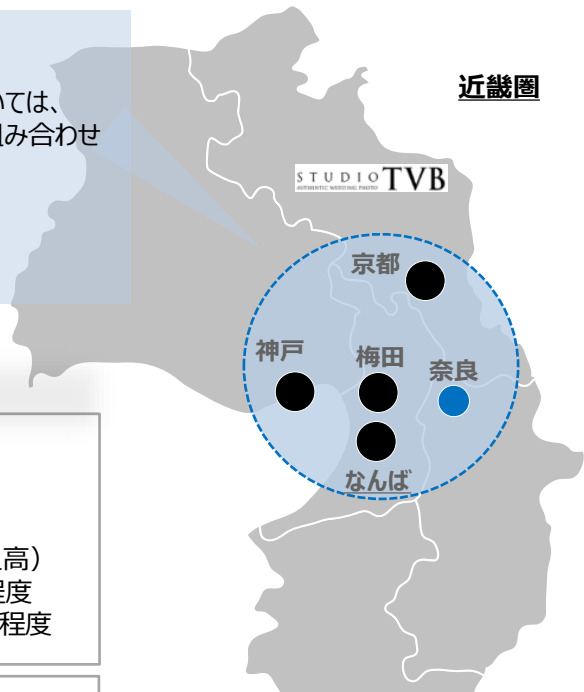 いては、
組み合わせ
近畿圏
STUDIO TVB
AUTHENTIC WEDDING PHOTO
京都
神戸
梅田
奈良
なんば
高）
程度
程度